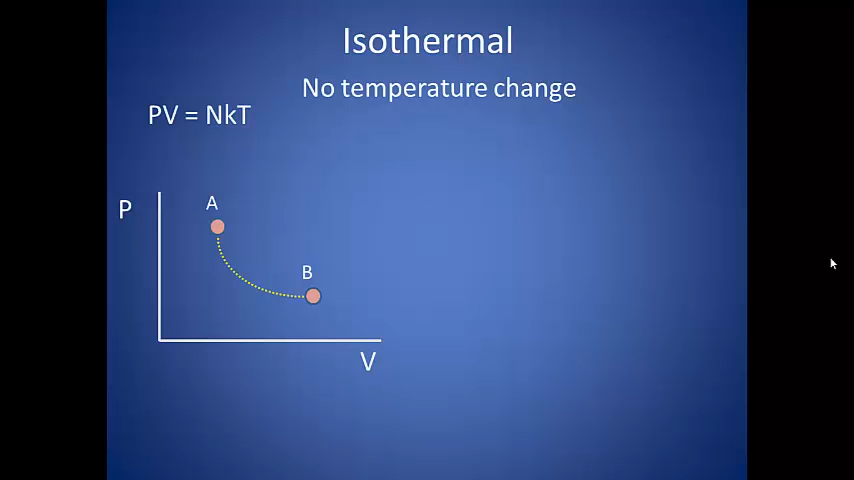 Isothermal
No temperature change
PV = NkT
P
A
B
V